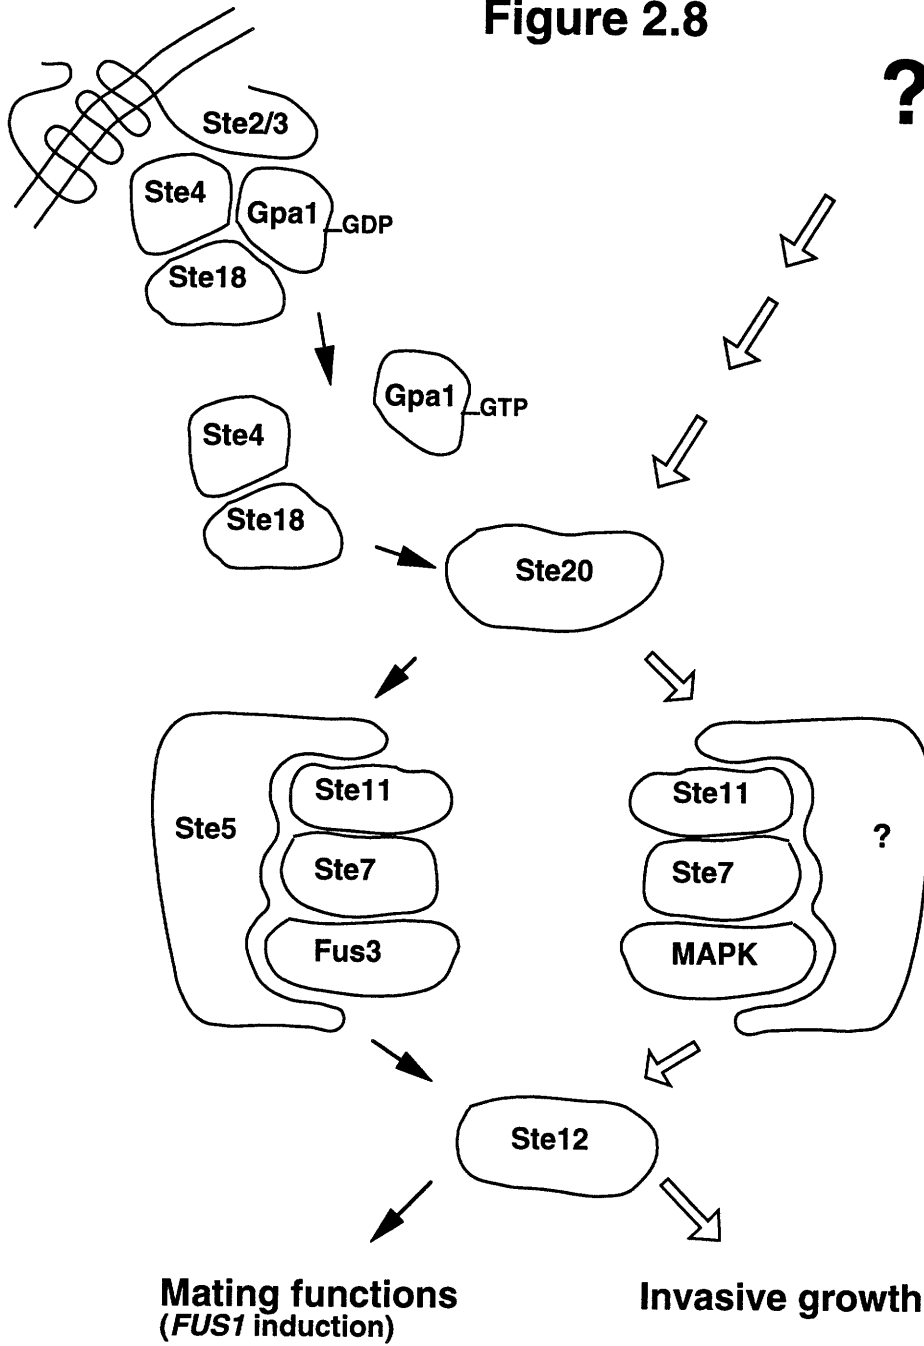 Figure 2.8
?
Ste2/3
Ste4
Gpa1
GDP
Ste18
Gpa1
GTP
Ste4
Ste18
Ste20
Ste11
Ste11
Ste5
?
Ste7
Ste7
Fus3
MAPK
Ste12
Mating functions
(FUS1 induction)
Invasive growth